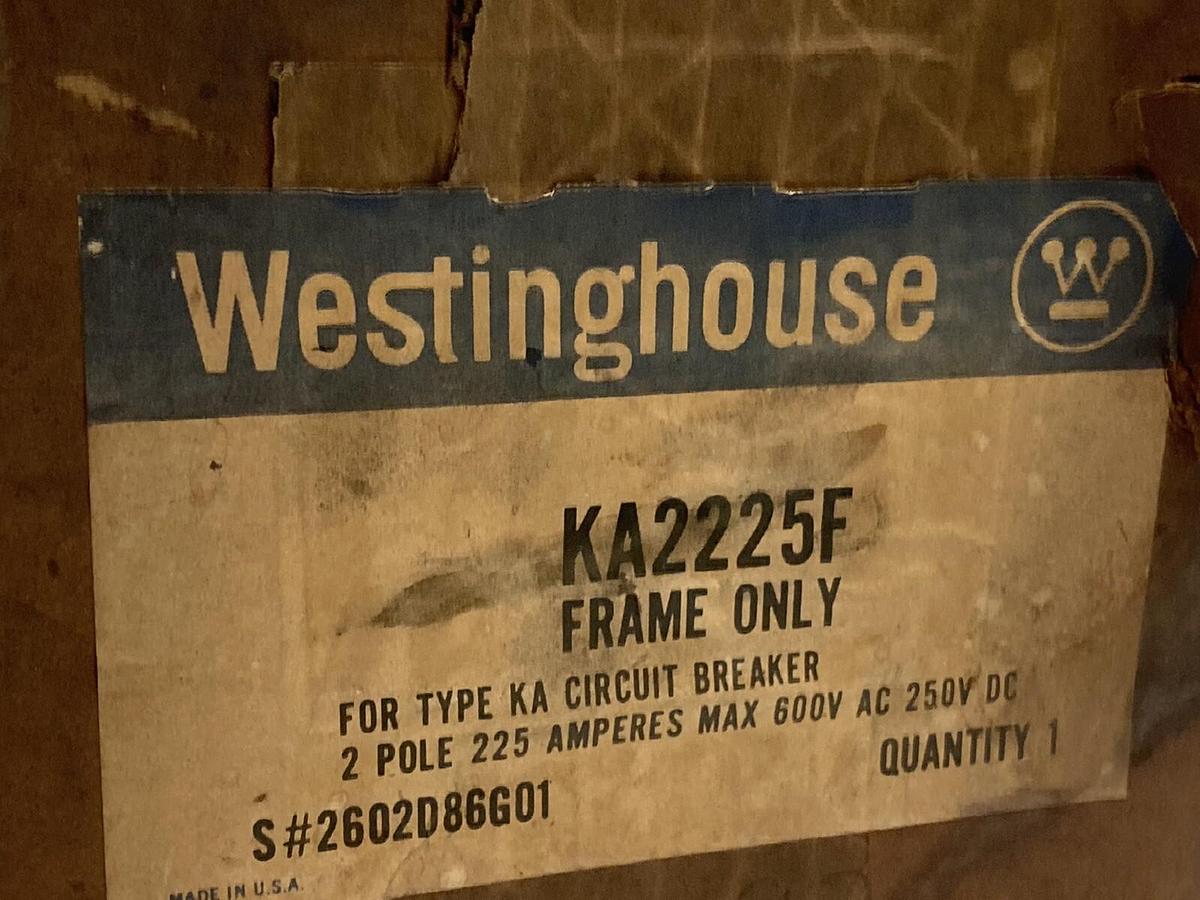 Westinghouse
W
KA2225F
FRAME ONLY
FOR TYPE KA CIRCUIT BREAKER
2 POLE 225 AMPERES MAX 600V AC 250V DC
QUANTITY 1
S#2602D86G01
MADE IN U.S.A.